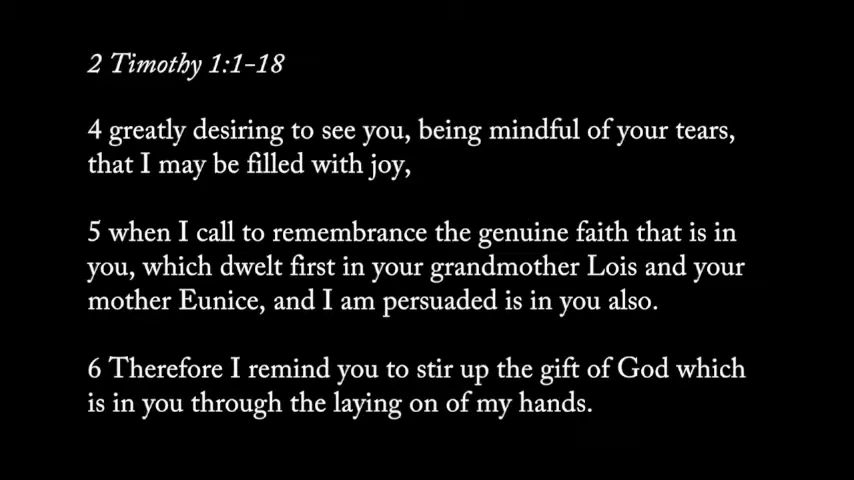 2 Timothy 1:1-18
4 greatly desiring to see you, being mindful of your tears,
that I may be filled with joy,
5 when I call to remembrance the genuine faith that is in
you, which dwelt first in your grandmother Lois and your
mother Eunice, and I am persuaded is in you also.
6 Therefore I remind you to stir up the gift of God which
is in you through the laying on of my hands.